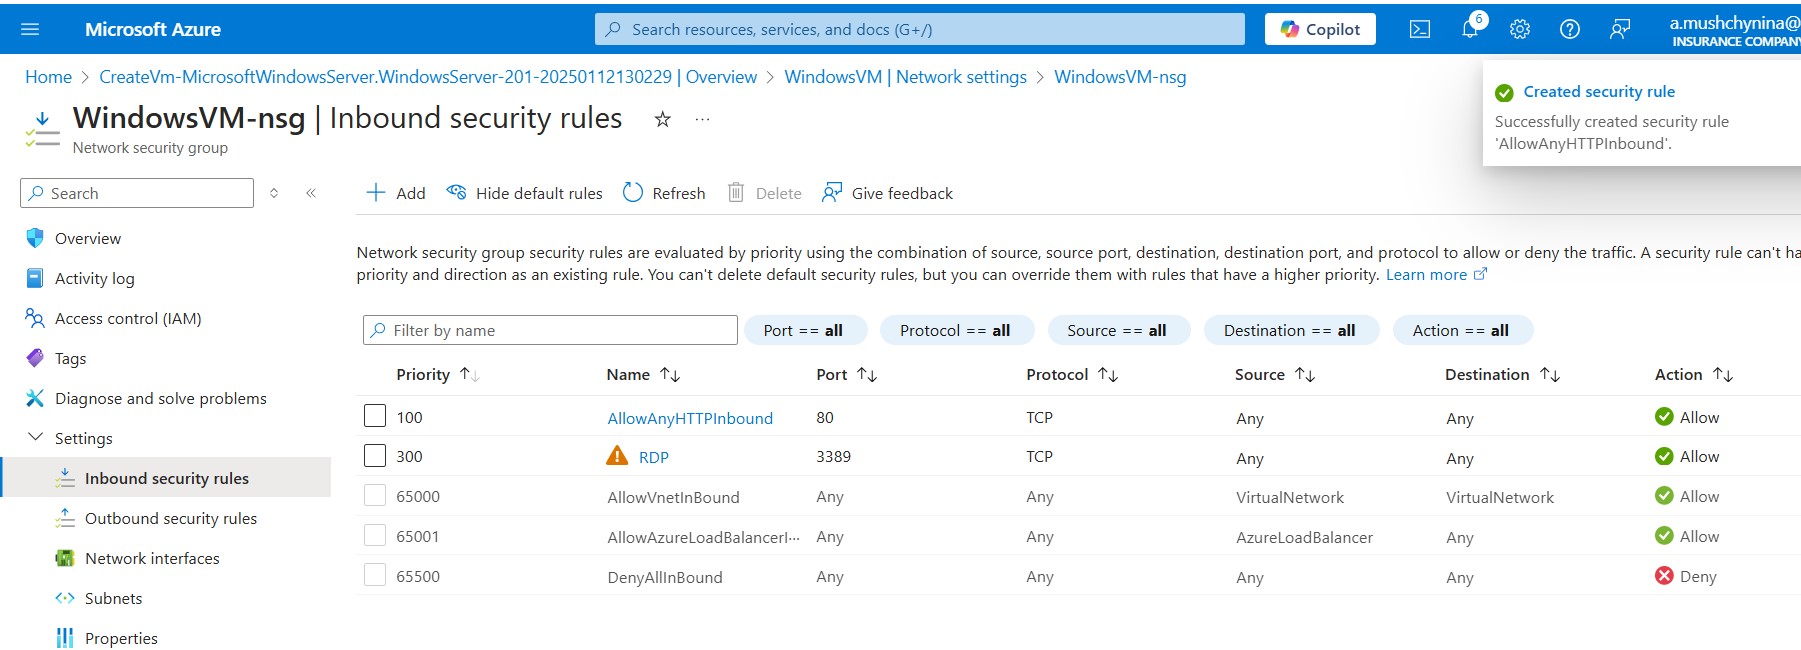 Microsoft Azure
Search resources, services, and docs (G+/)
Copilot
6
a.mushchynina@
INSURANCE COMPANY
Home > CreateVm-MicrosoftWindowsServer.WindowsServer-201-20250112130229 | Overview > WindowsVM | Network settings > WindowsVM-nsg
WindowsVM-nsg | Inbound security rules
Network security group
Created security rule
Successfully created security rule
'AllowAnyHTTPInbound'.
Search
Add Hide default rules Refresh Delete Give feedback
Overview
Activity log
Access control (IAM)
Tags
Diagnose and solve problems
Settings
Inbound security rules
Outbound security rules
Network interfaces
Subnets
Properties
Network security group security rules are evaluated by priority using the combination of source, source port, destination, destination port, and protocol to allow or deny the traffic. A security rule can't ha
priority and direction as an existing rule. You can't delete default security rules, but you can override them with rules that have a higher priority. Learn more
Filter by name
Port == all Protocol == all Source == all Destination == all Action == all
Priority Name Port Protocol Source Destination Action
100 AllowAnyHTTPInbound 80 TCP Any Any Allow
300 RDP 3389 TCP Any Any Allow
65000 AllowVnetInBound Any Any VirtualNetwork VirtualNetwork Allow
65001 AllowAzureLoadBalancerI... Any Any AzureLoadBalancer Any Allow
65500 DenyAllInBound Any Any Any Any Deny